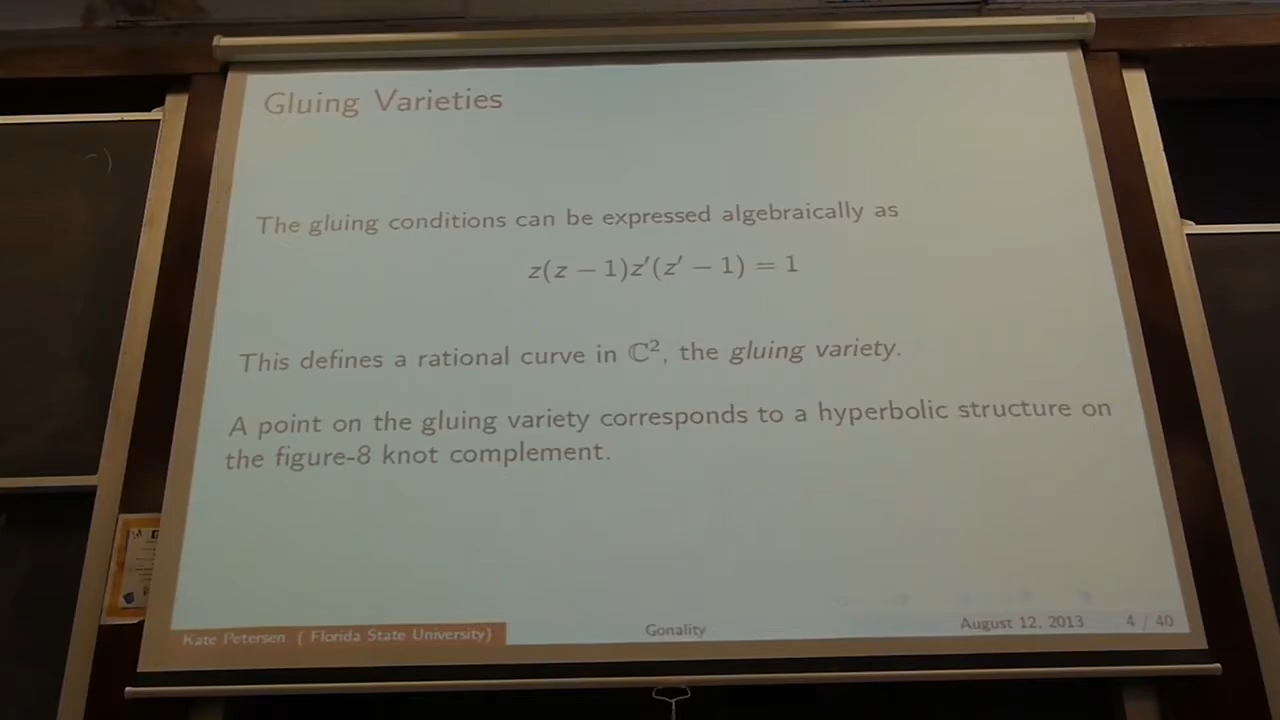 Gluing Varieties
The gluing conditions can be expressed algebraically as
z(z − 1)z′(z′ − 1) = 1
This defines a rational curve in ℂ², the gluing variety.
A point on the gluing variety corresponds to a hyperbolic structure on
the figure-8 knot complement.
Kate Petersen ( Florida State University)
Gonality
August 12, 2013
4 / 40